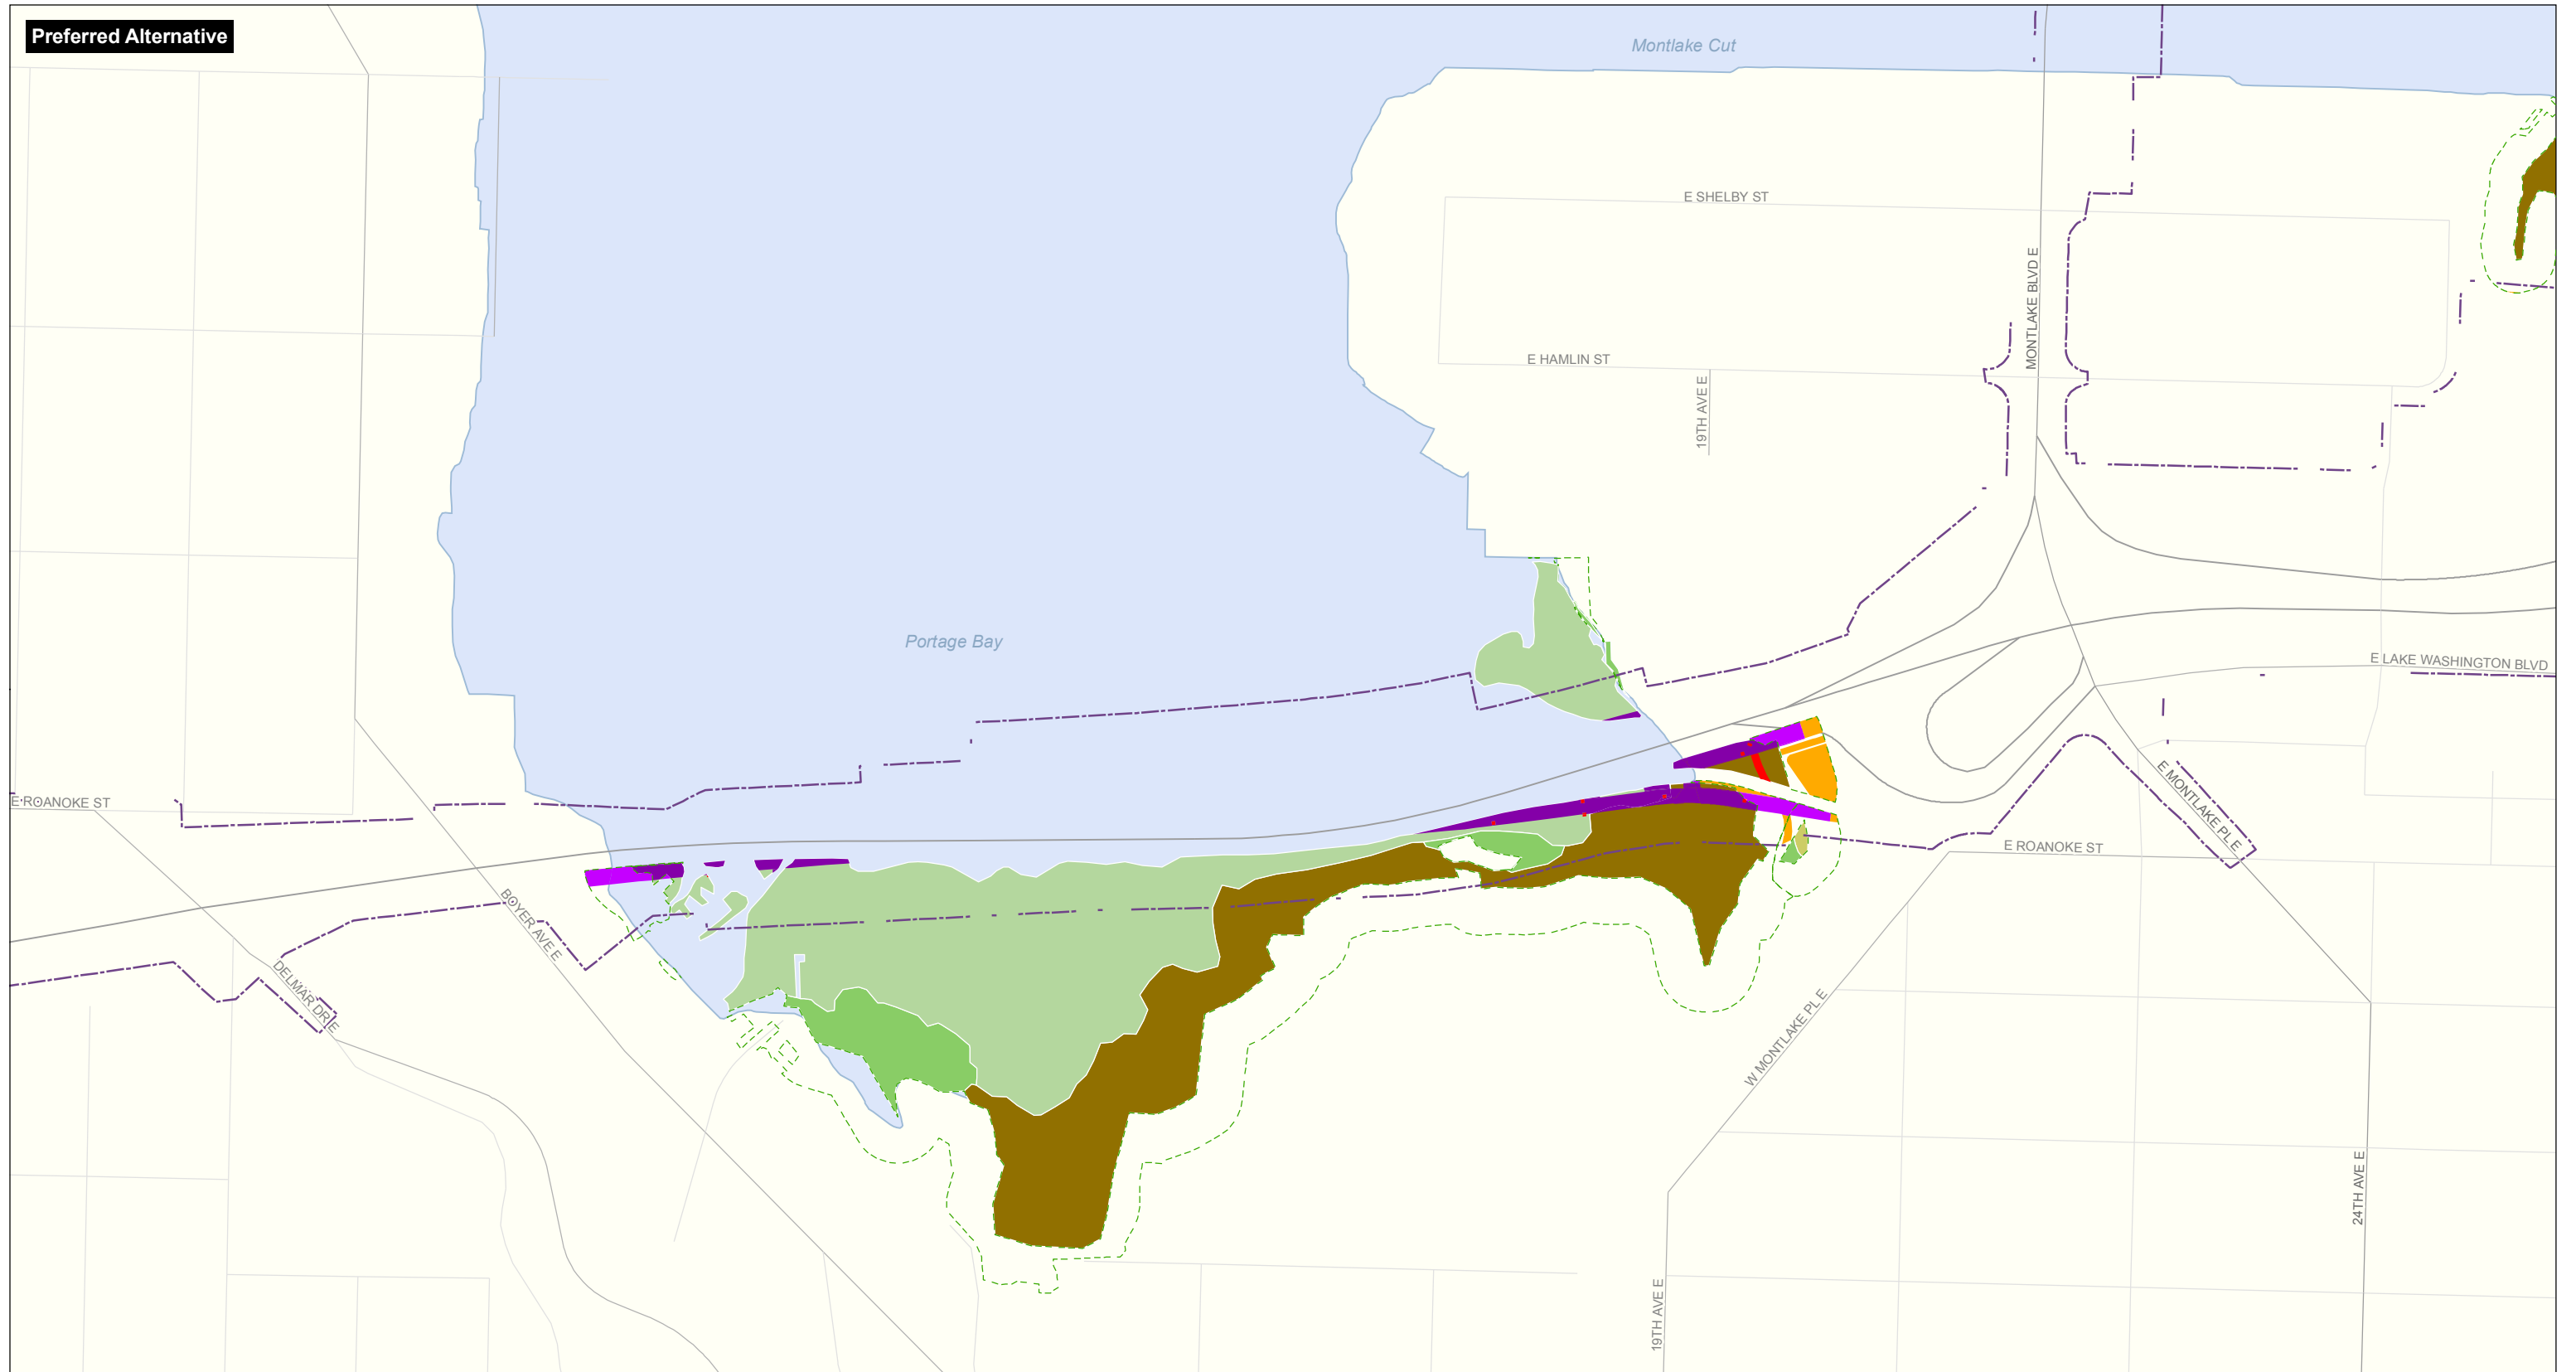 Preferred Alternative
Montlake Cut
E SHELBY ST
MONTLAKE BLVD E
E HAMLIN ST
19TH AVE E
Portage Bay
E LAKE WASHINGTON BLVD
E ROANOKE ST
E MONTLAKE PL E
E ROANOKE ST
BOYER AVE E
DELMAR DR E
W MONTLAKE PL E
24TH AVE E
19TH AVE E